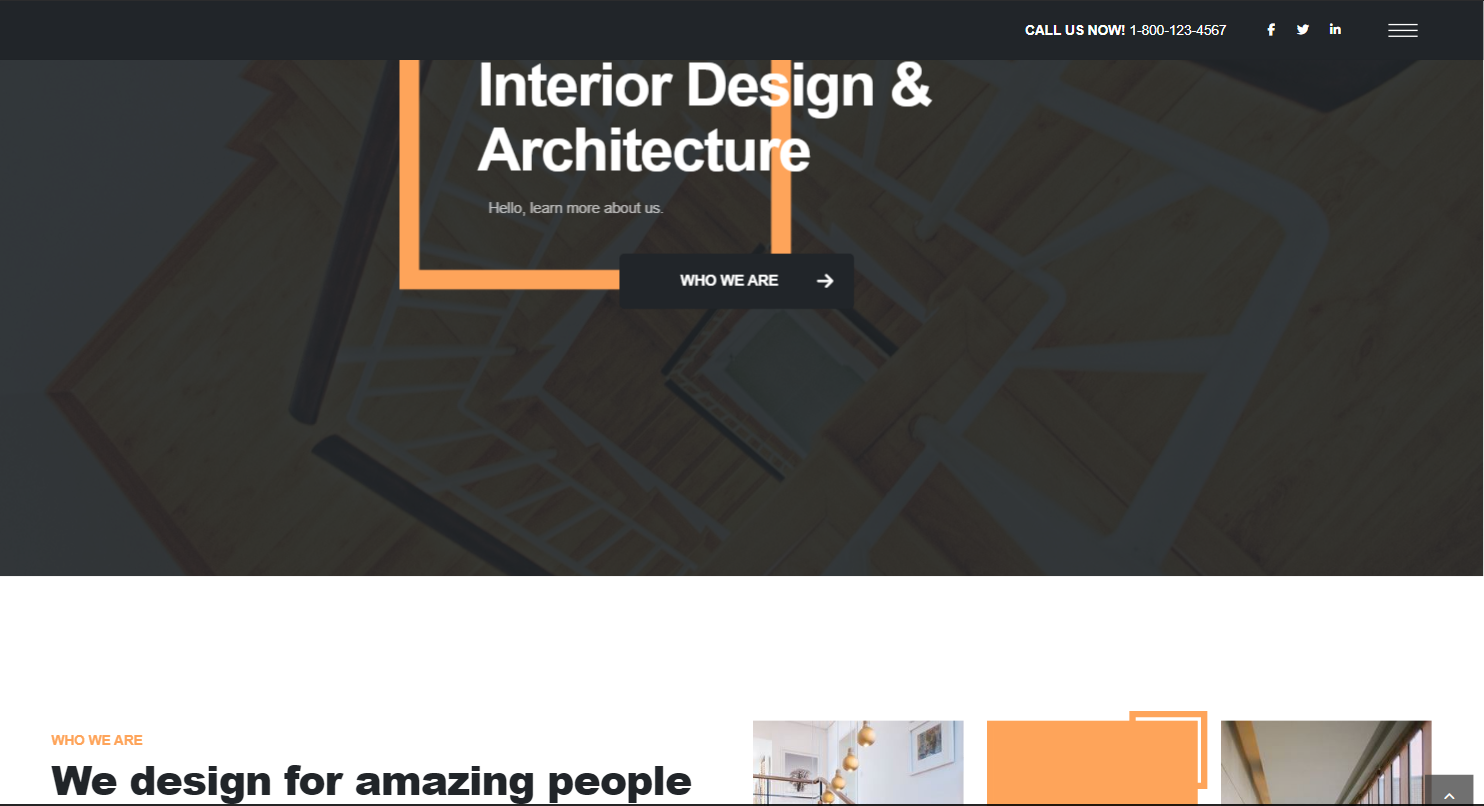 CALL US NOW! 1-800-123-4567
Interior Design &
Architecture
Hello, learn more about us.
WHO WE ARE
WHO WE ARE
We design for amazing people